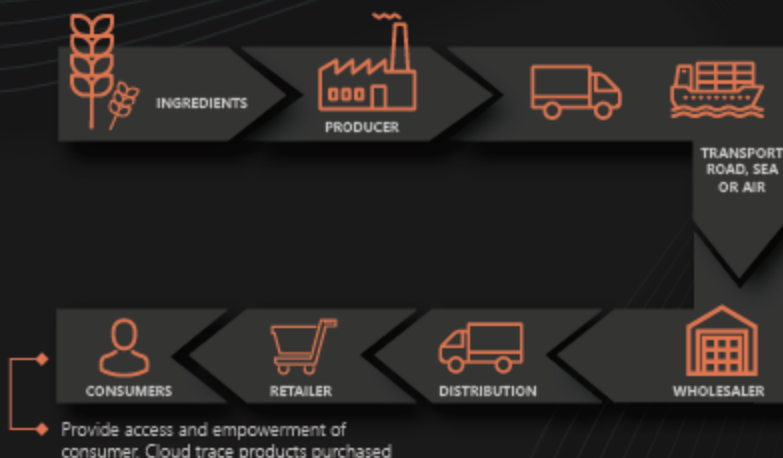 INGREDIENTS
PRODUCER
TRANSPORT
ROAD, SEA
OR AIR
CONSUMERS
RETAILER
DISTRIBUTION
WHOLESALER
Provide access and empowerment of
consumer. Cloud trace products purchased